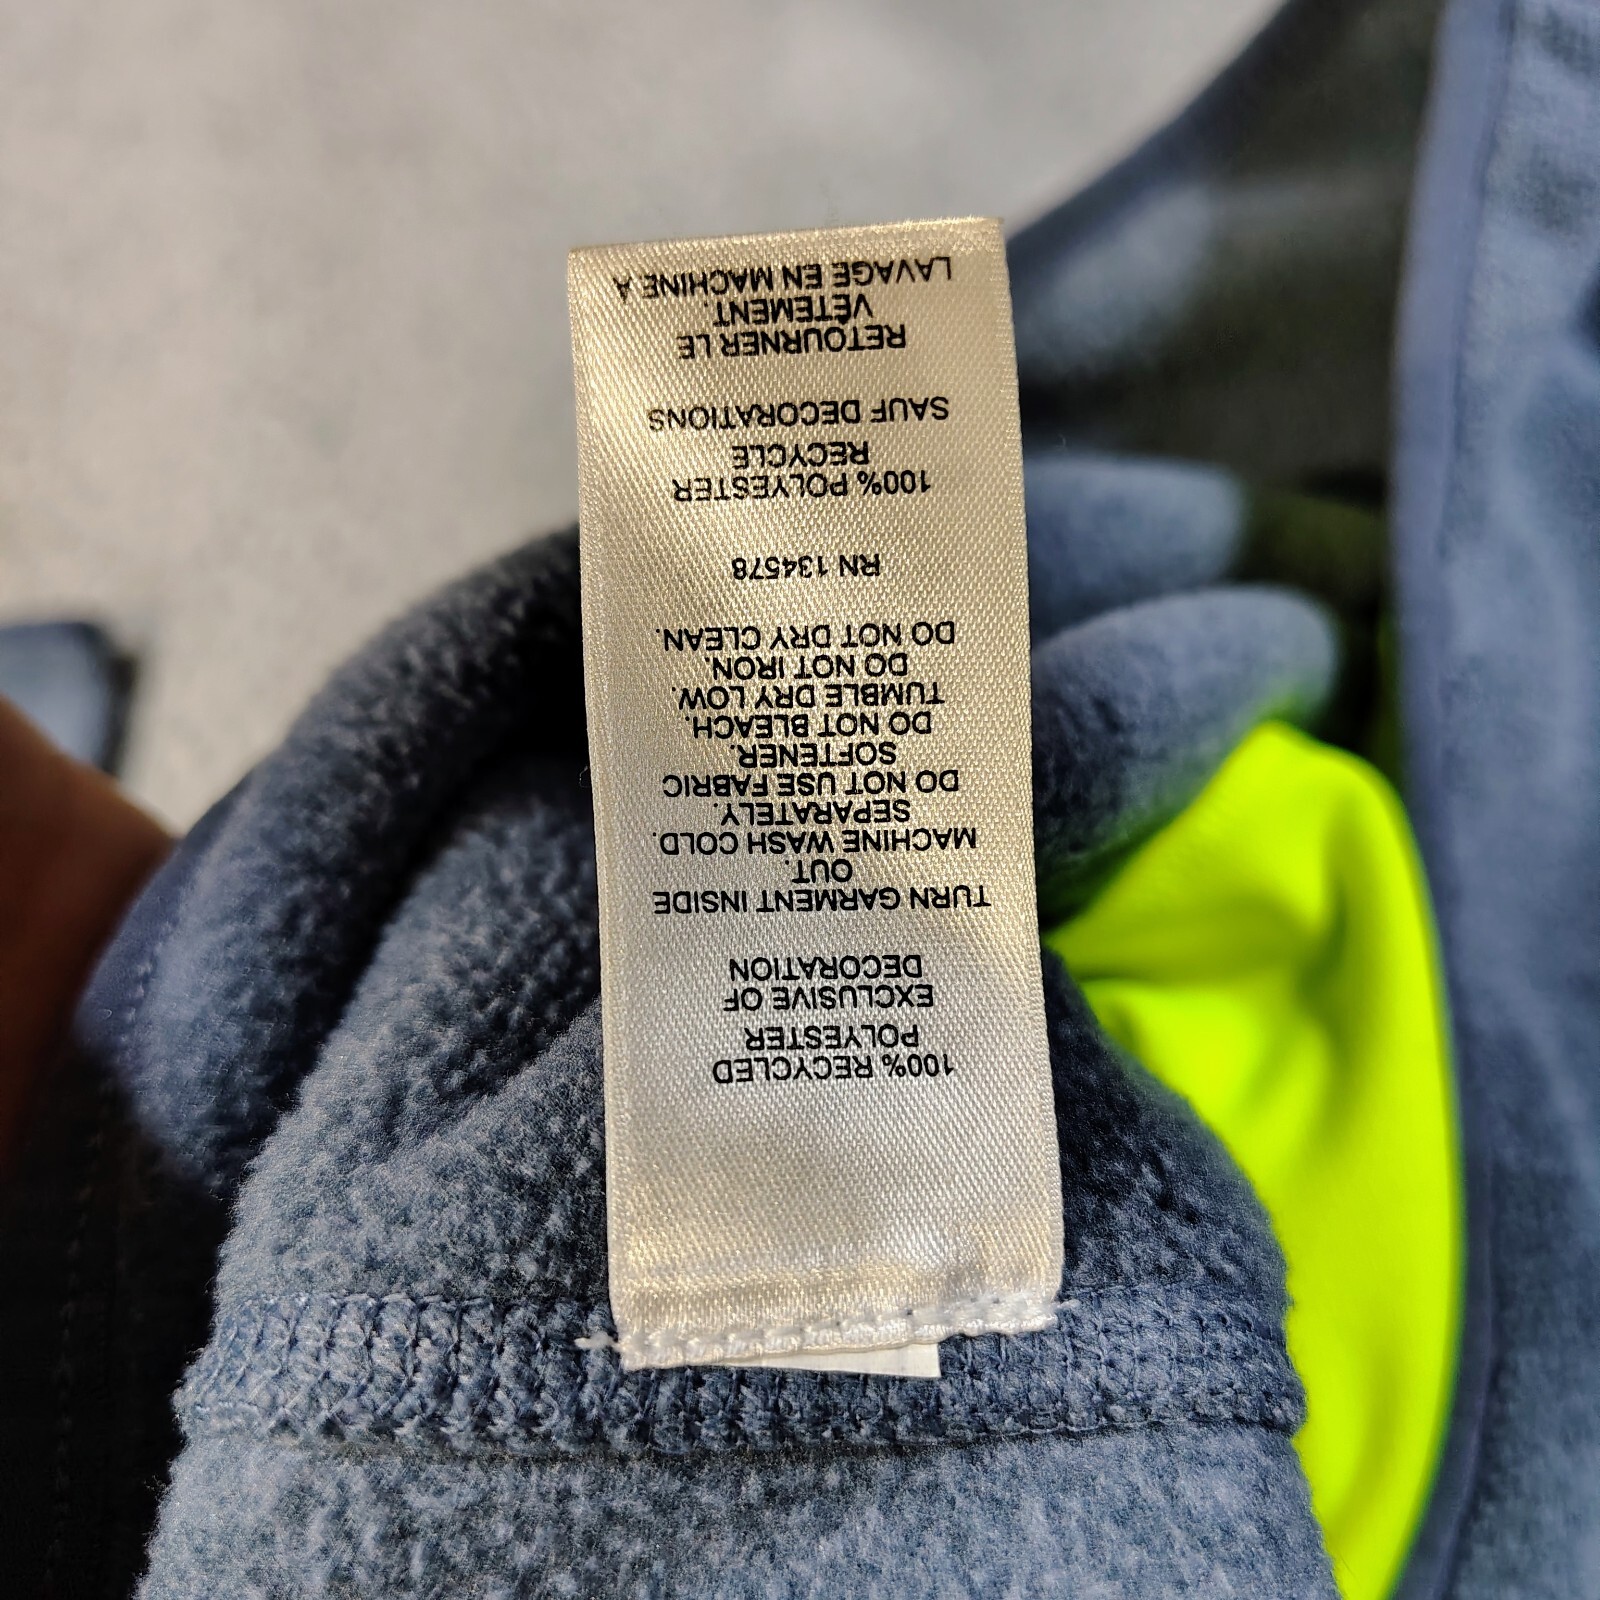 100% RECYCLED
POLYESTER
EXCLUSIVE OF
DECORATION
TURN GARMENT INSIDE
OUT.
MACHINE WASH COLD.
SEPARATELY.
DO NOT USE FABRIC
SOFTENER.
DO NOT BLEACH.
TUMBLE DRY LOW.
DO NOT IRON.
DO NOT DRY CLEAN.
RN 134578
100% POLYESTER
RECYCLE
SAUF DECORATIONS
RETOURNER LE
VÊTEMENT.
LAVAGE EN MACHINE À